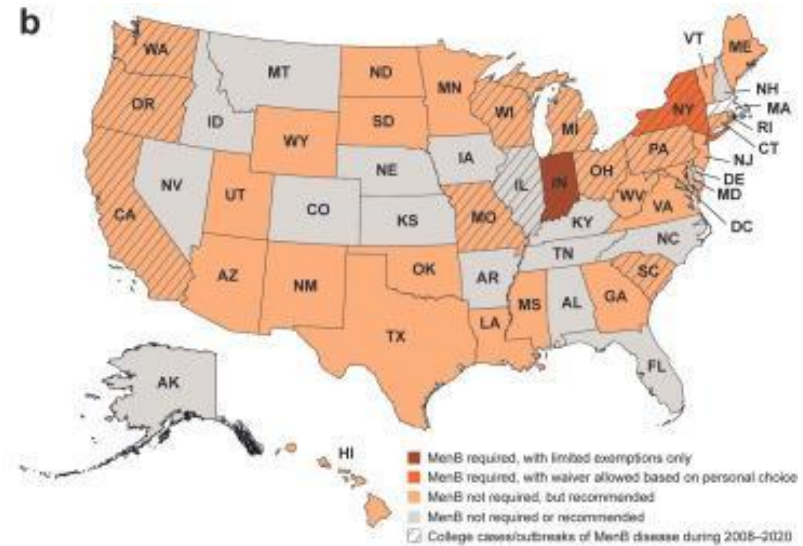 b
WA
MT
ND
MN
VT
ME
OR
ID
WY
SD
WI
MI
NY
NH
MA
RI
CT
NV
UT
NE
IA
IL
IN
OH
PA
NJ
DE
MD
CA
CO
KS
MO
KY
WV
VA
DC
AZ
NM
OK
AR
TN
NC
SC
TX
LA
MS
AL
GA
FL
AK
HI
MenB required, with limited exemptions only
MenB required, with waiver allowed based on personal choice
MenB not required, but recommended
MenB not required or recommended
College cases/outbreaks of MenB disease during 2008–2020